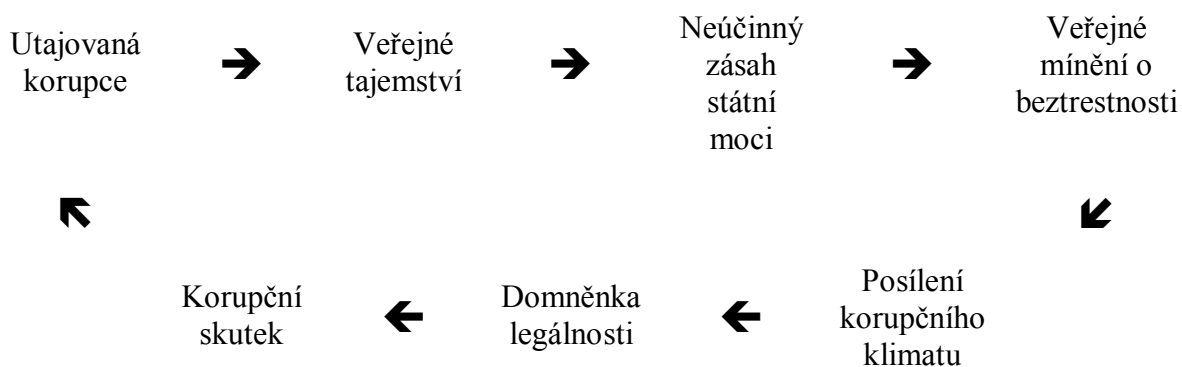 Utajovaná
korupce
Veřejné
tajemství
Neúčinný
zásah
státní
moci
Veřejné
mínění o
beztrestnosti
Korupční
skutek
Domněnka
legálnosti
Posílení
korupčního
klimatu